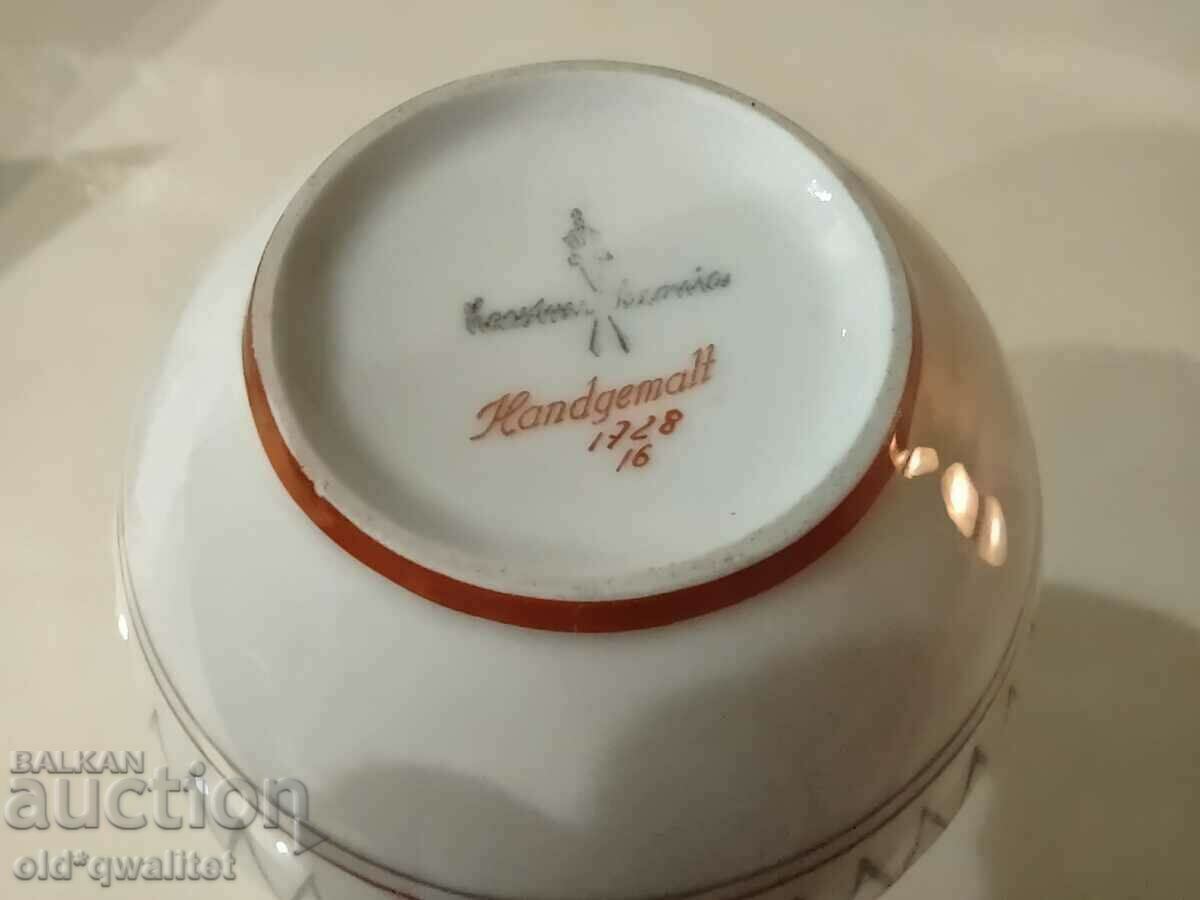 Handgemalt
1728
16
BALKAN
auction
old*qwalitet